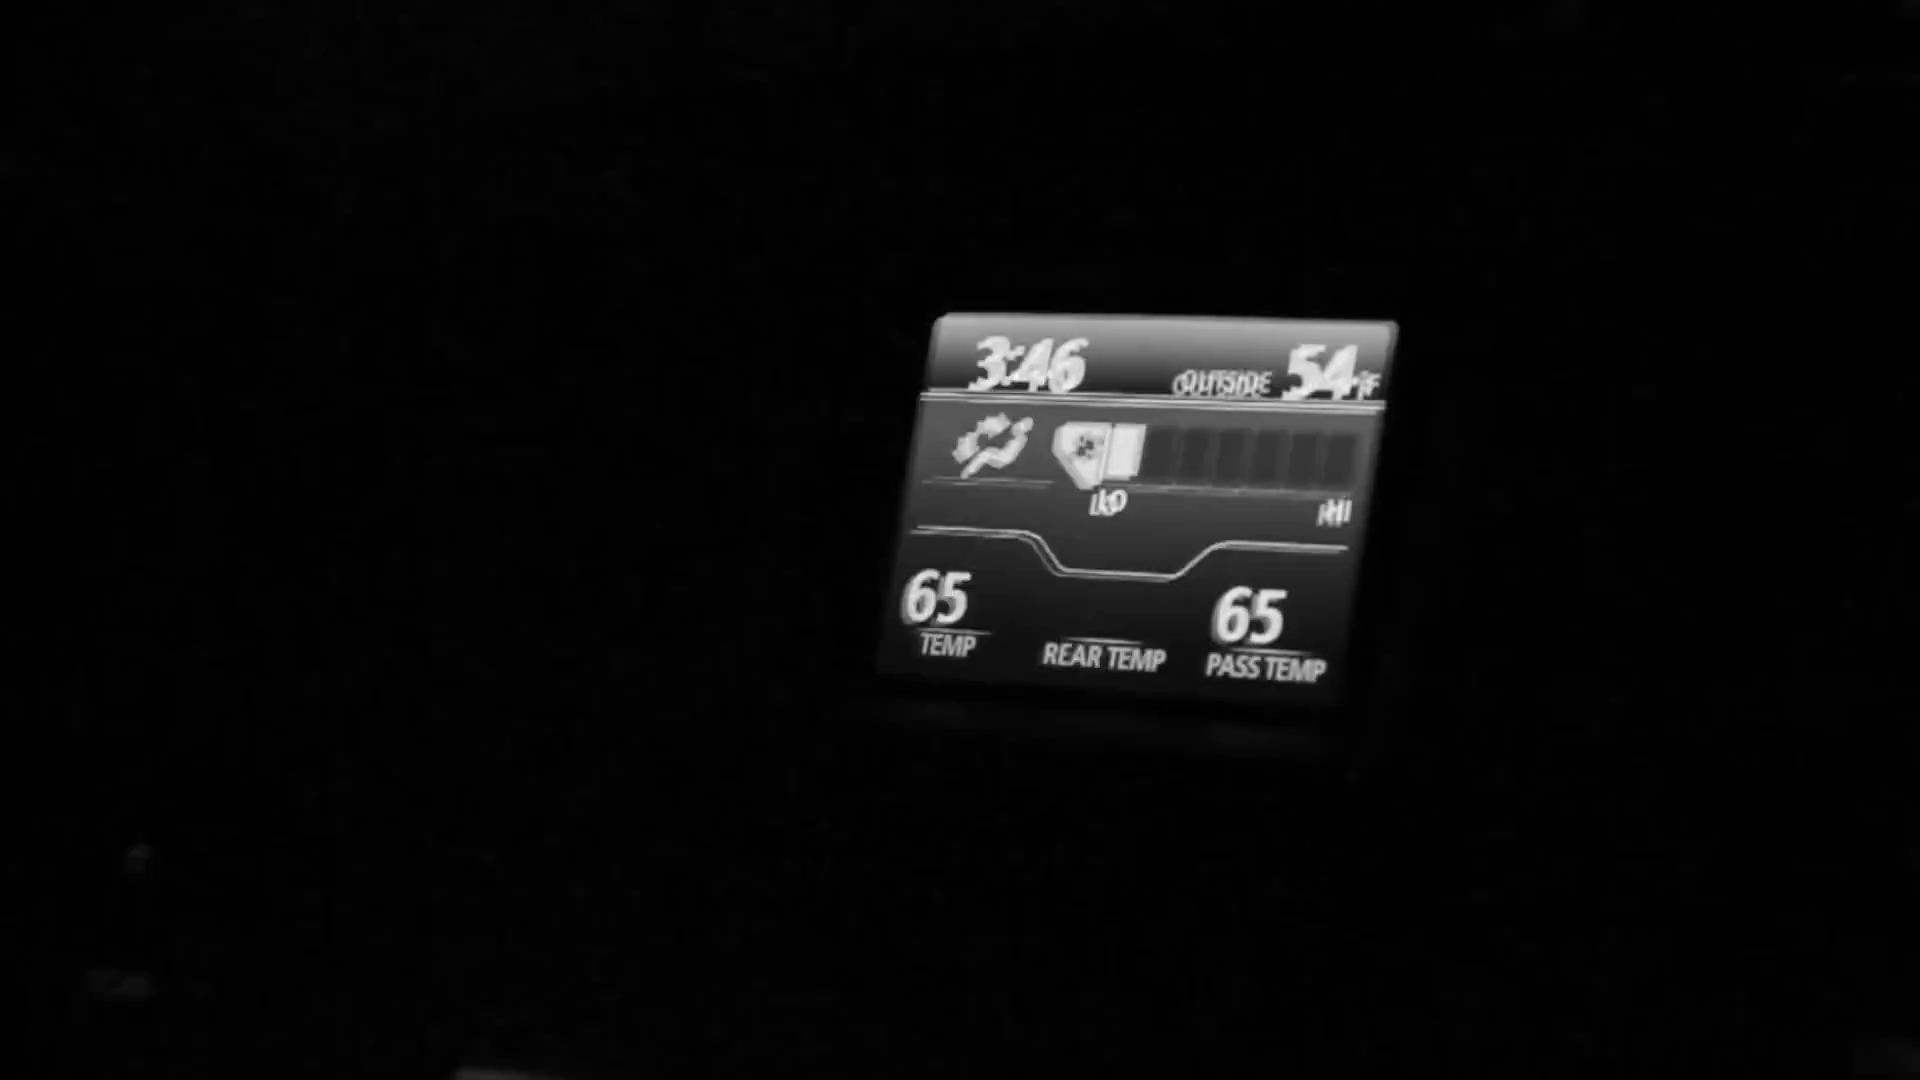 3:46 OUTSIDE 54°F
LO HI
65 65
TEMP REAR TEMP PASS TEMP